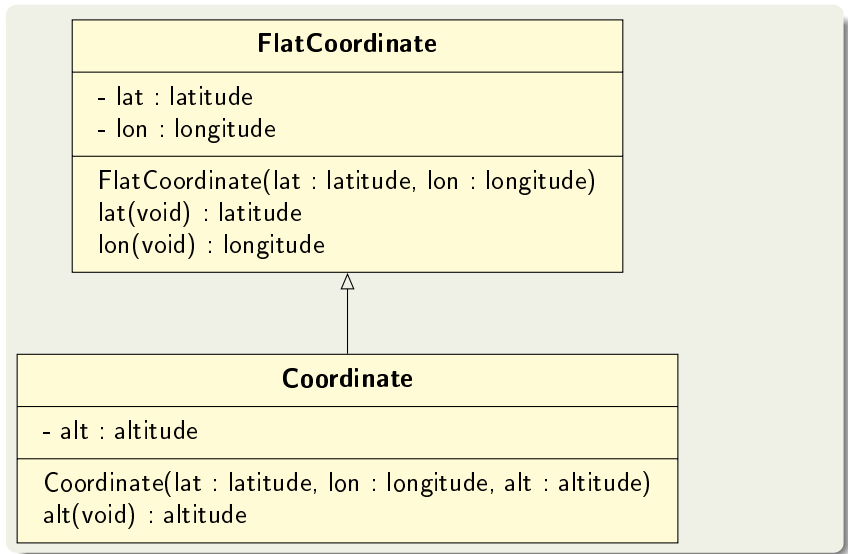 FlatCoordinate
- lat : latitude
- lon : longitude
FlatCoordinate(lat : latitude, lon : longitude)
lat(void) : latitude
lon(void) : longitude
Coordinate
- alt : altitude
Coordinate(lat : latitude, lon : longitude, alt : altitude)
alt(void) : altitude